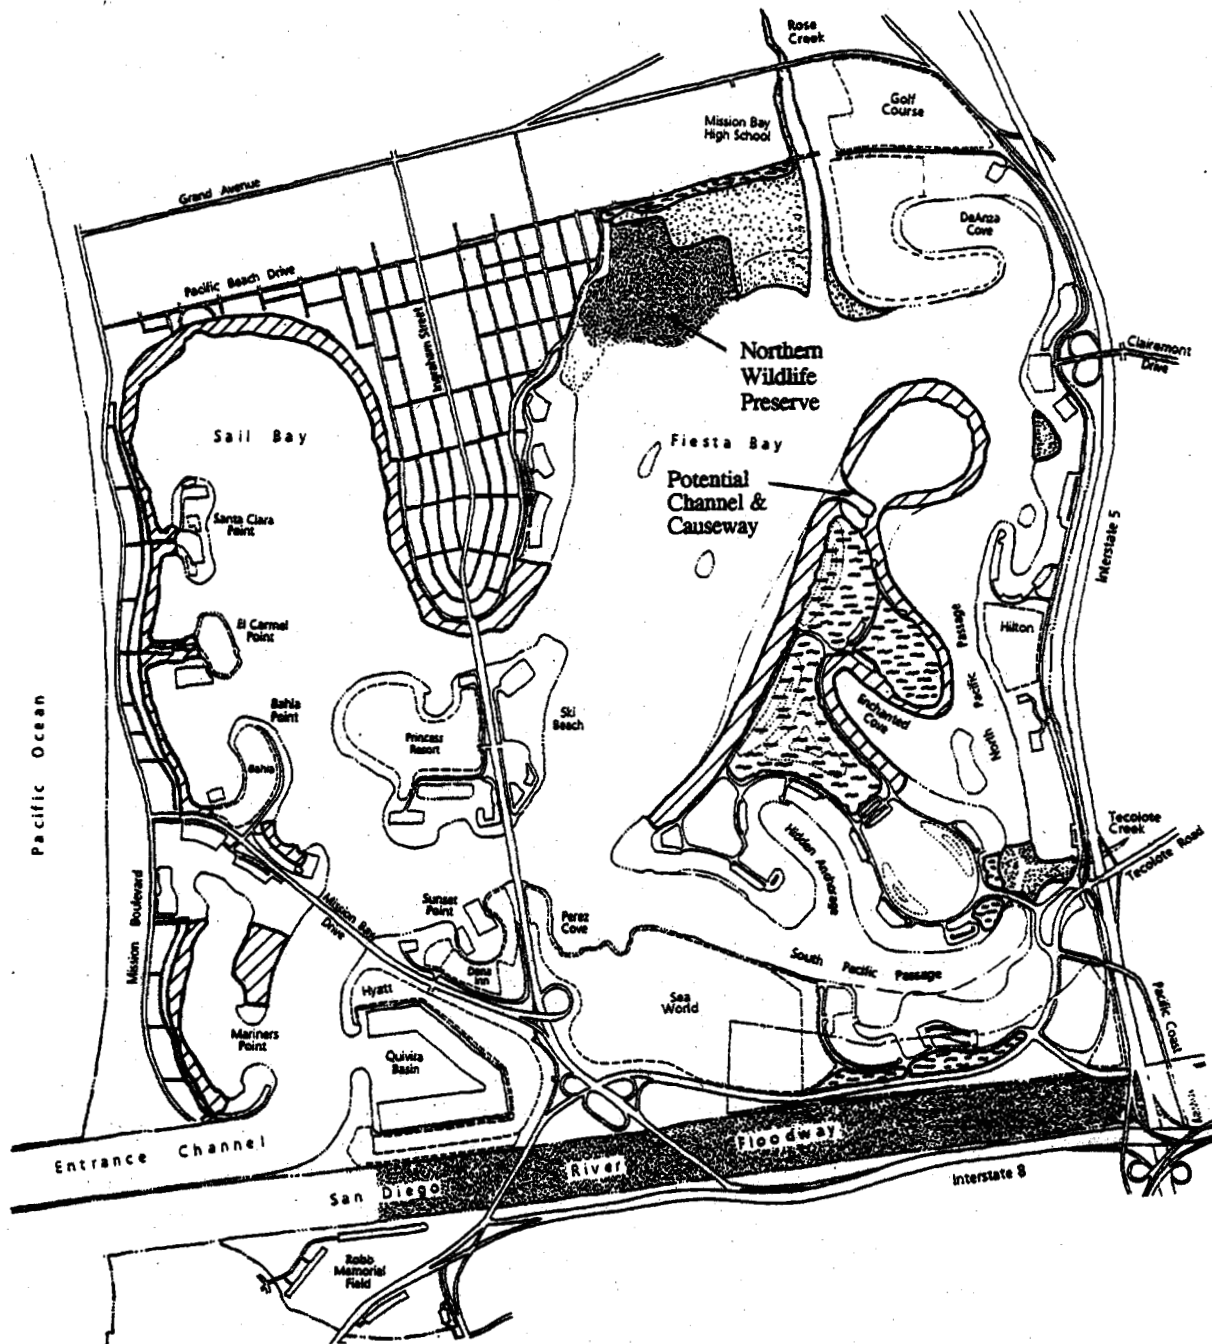 Rose
Creek
Golf
Course
Mission Bay
High School
Grand Avenue
DeAnza
Cove
Pacific Beach Drive
Ingraham Street
Clairemont
Drive
Northern
Wildlife
Preserve
Sail Bay
Fiesta Bay
Potential
Channel &
Causeway
Santa Clara
Point
Interstate 5
El Carmel
Point
Hilton
North Pacific Passage
Pacific Ocean
Bahia
Point
Ski
Beach
Enchanted
Cove
Princess
Resort
Bahia
Tecolote
Creek
Tecolote Road
Hidden Anchorage
Mission Boulevard
Mission Bay
Drive
Sunset
Point
Perez
Cove
South Pacific Passage
Dana
Inn
Hyatt
Sea
World
Pacific Coast
Mariners
Point
Quivira
Basin
Entrance Channel
San Diego River Floodway
Interstate 8
Robb
Memorial
Field